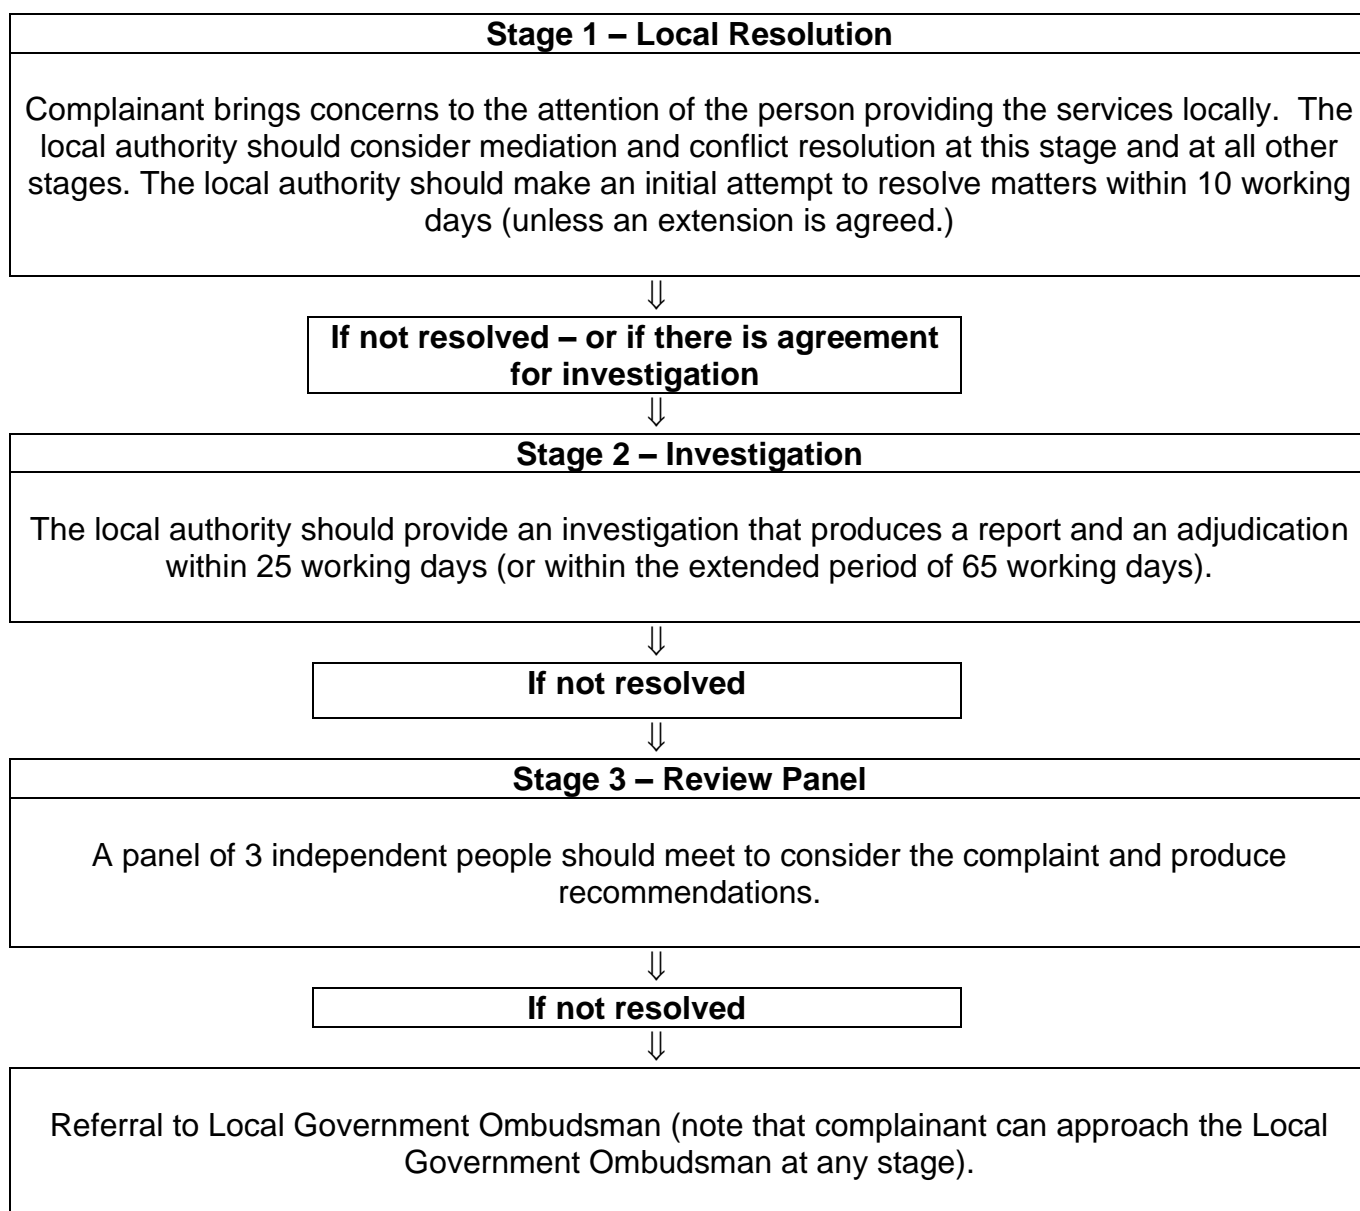 Stage 1 – Local Resolution
Complainant brings concerns to the attention of the person providing the services locally.  The
local authority should consider mediation and conflict resolution at this stage and at all other
stages. The local authority should make an initial attempt to resolve matters within 10 working
days (unless an extension is agreed.)
⇓
If not resolved – or if there is agreement
for investigation
⇓
Stage 2 – Investigation
The local authority should provide an investigation that produces a report and an adjudication
within 25 working days (or within the extended period of 65 working days).
⇓
If not resolved
⇓
Stage 3 – Review Panel
A panel of 3 independent people should meet to consider the complaint and produce
recommendations.
⇓
If not resolved
⇓
Referral to Local Government Ombudsman (note that complainant can approach the Local
Government Ombudsman at any stage).